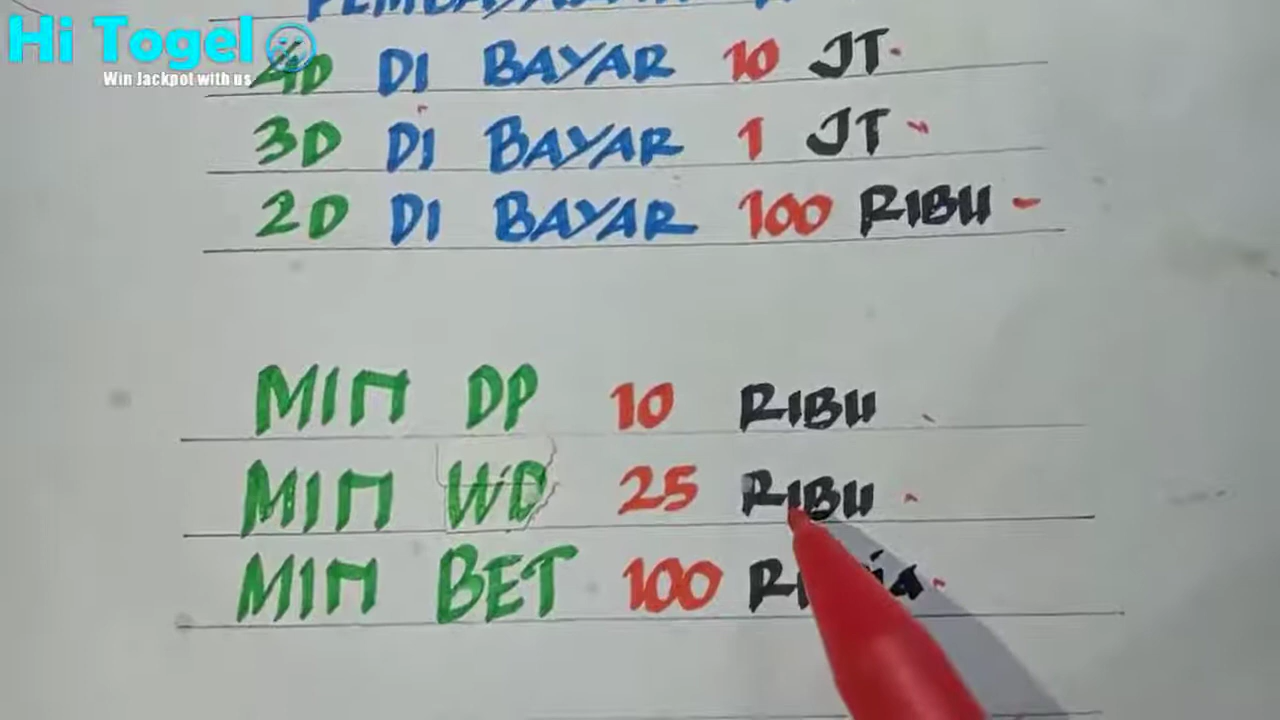 Hi Togel
Win Jackpot with us
4D DI BAYAR 10 JT
3D DI BAYAR 1 JT
2D DI BAYAR 100 RIBU
MIN DP 10 RIBU
MIN WD 25 RIBU
MIN BET 100